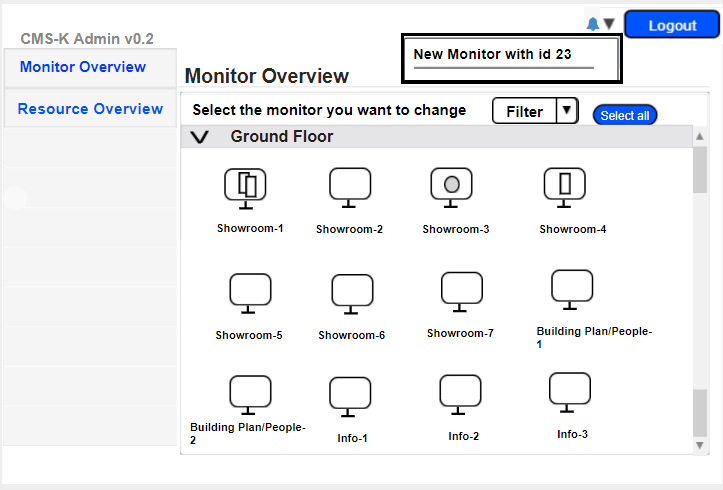 Logout
CMS-K Admin v0.2
New Monitor with id 23
Monitor Overview
Resource Overview
Monitor Overview
Select the monitor you want to change
Filter
Select all
Ground Floor
Showroom-1
Showroom-2
Showroom-3
Showroom-4
Showroom-5
Showroom-6
Showroom-7
Building Plan/People-
1
Building Plan/People-
2
Info-1
Info-2
Info-3